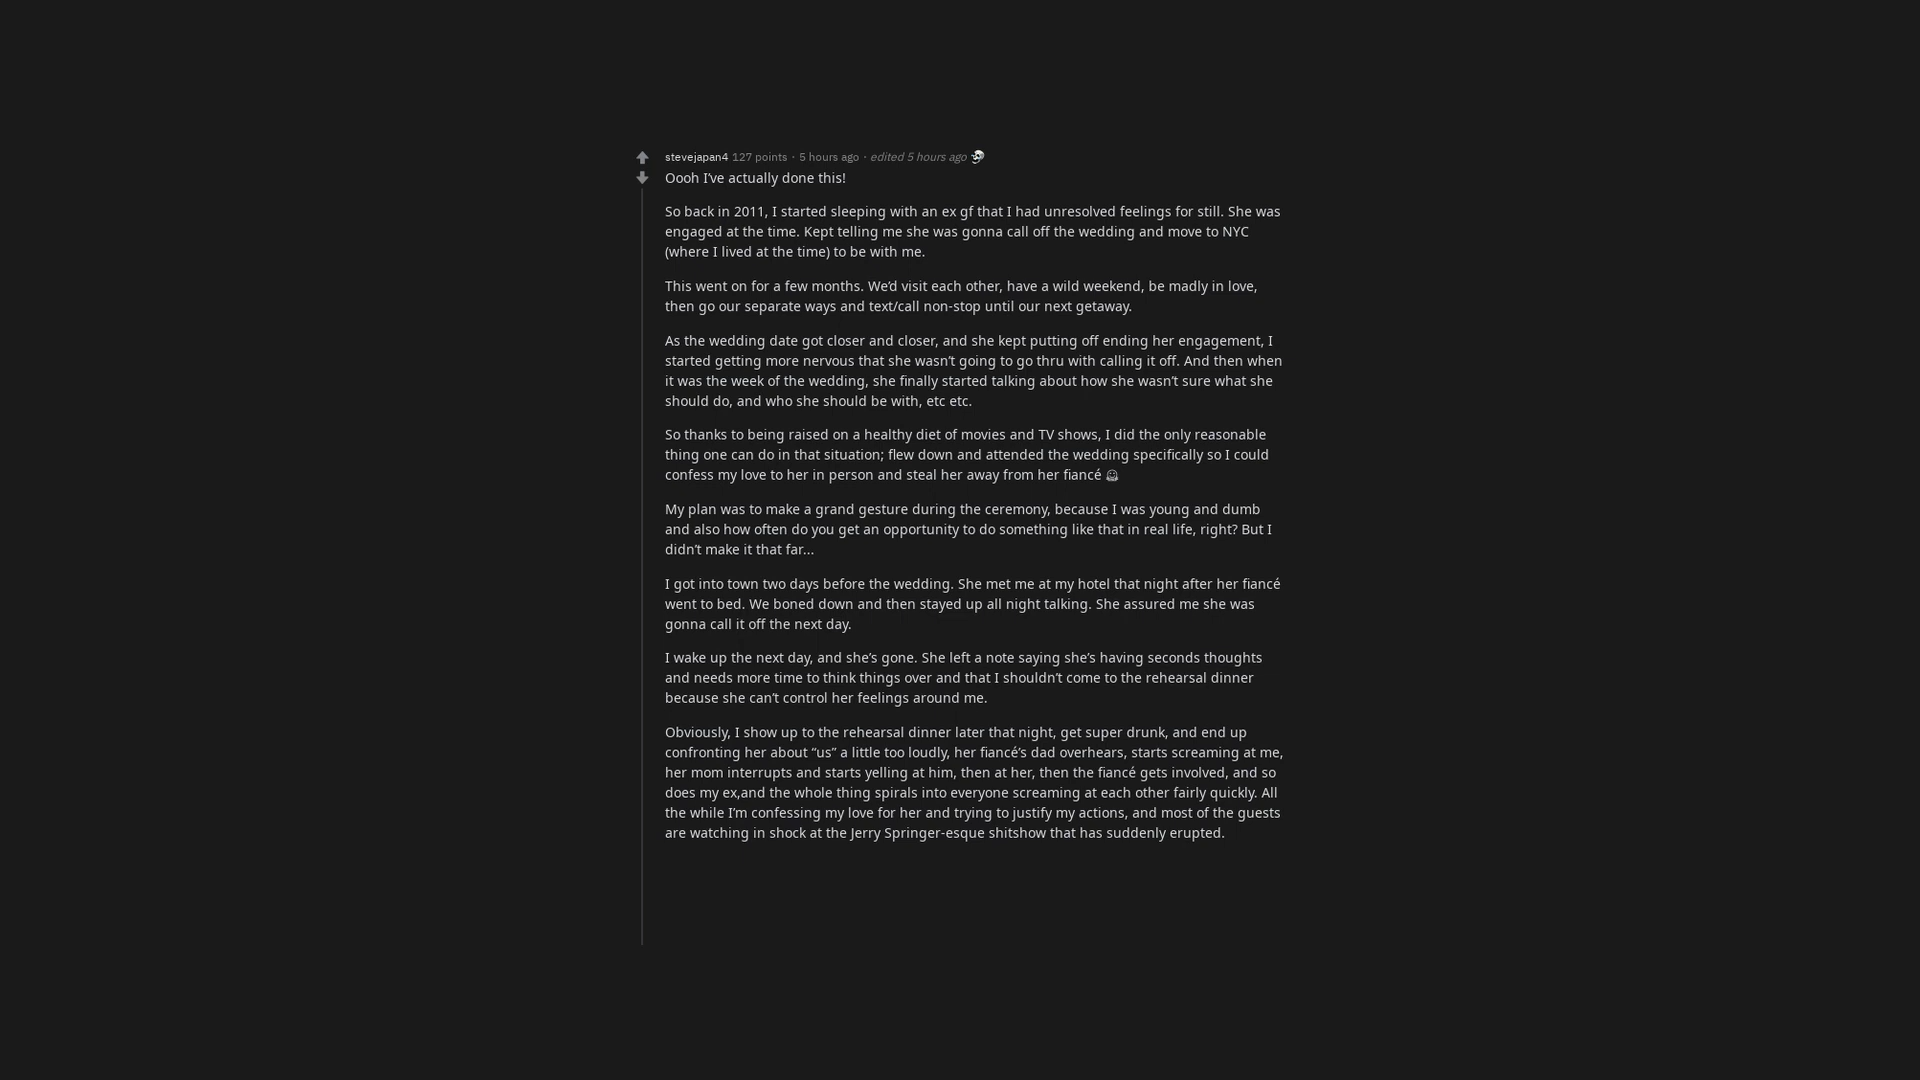 stevejapan4 127 points · 5 hours ago · edited 5 hours ago
Oooh I’ve actually done this!
So back in 2011, I started sleeping with an ex gf that I had unresolved feelings for still. She was
engaged at the time. Kept telling me she was gonna call off the wedding and move to NYC
(where I lived at the time) to be with me.
This went on for a few months. We’d visit each other, have a wild weekend, be madly in love,
then go our separate ways and text/call non-stop until our next getaway.
As the wedding date got closer and closer, and she kept putting off ending her engagement, I
started getting more nervous that she wasn’t going to go thru with calling it off. And then when
it was the week of the wedding, she finally started talking about how she wasn’t sure what she
should do, and who she should be with, etc etc.
So thanks to being raised on a healthy diet of movies and TV shows, I did the only reasonable
thing one can do in that situation; flew down and attended the wedding specifically so I could
confess my love to her in person and steal her away from her fiancé 🤦
My plan was to make a grand gesture during the ceremony, because I was young and dumb
and also how often do you get an opportunity to do something like that in real life, right? But I
didn’t make it that far...
I got into town two days before the wedding. She met me at my hotel that night after her fiancé
went to bed. We boned down and then stayed up all night talking. She assured me she was
gonna call it off the next day.
I wake up the next day, and she’s gone. She left a note saying she’s having seconds thoughts
and needs more time to think things over and that I shouldn’t come to the rehearsal dinner
because she can’t control her feelings around me.
Obviously, I show up to the rehearsal dinner later that night, get super drunk, and end up
confronting her about “us” a little too loudly, her fiancé’s dad overhears, starts screaming at me,
her mom interrupts and starts yelling at him, then at her, then the fiancé gets involved, and so
does my ex,and the whole thing spirals into everyone screaming at each other fairly quickly. All
the while I’m confessing my love for her and trying to justify my actions, and most of the guests
are watching in shock at the Jerry Springer-esque shitshow that has suddenly erupted.